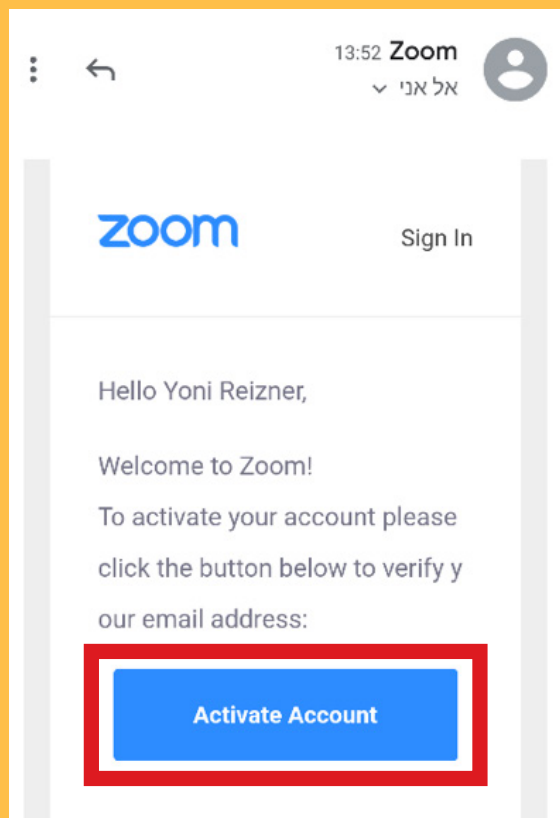 13:52 Zoom
אל אני
zoom
Sign In
Hello Yoni Reizner,
Welcome to Zoom!
To activate your account please
click the button below to verify y
our email address:
Activate Account